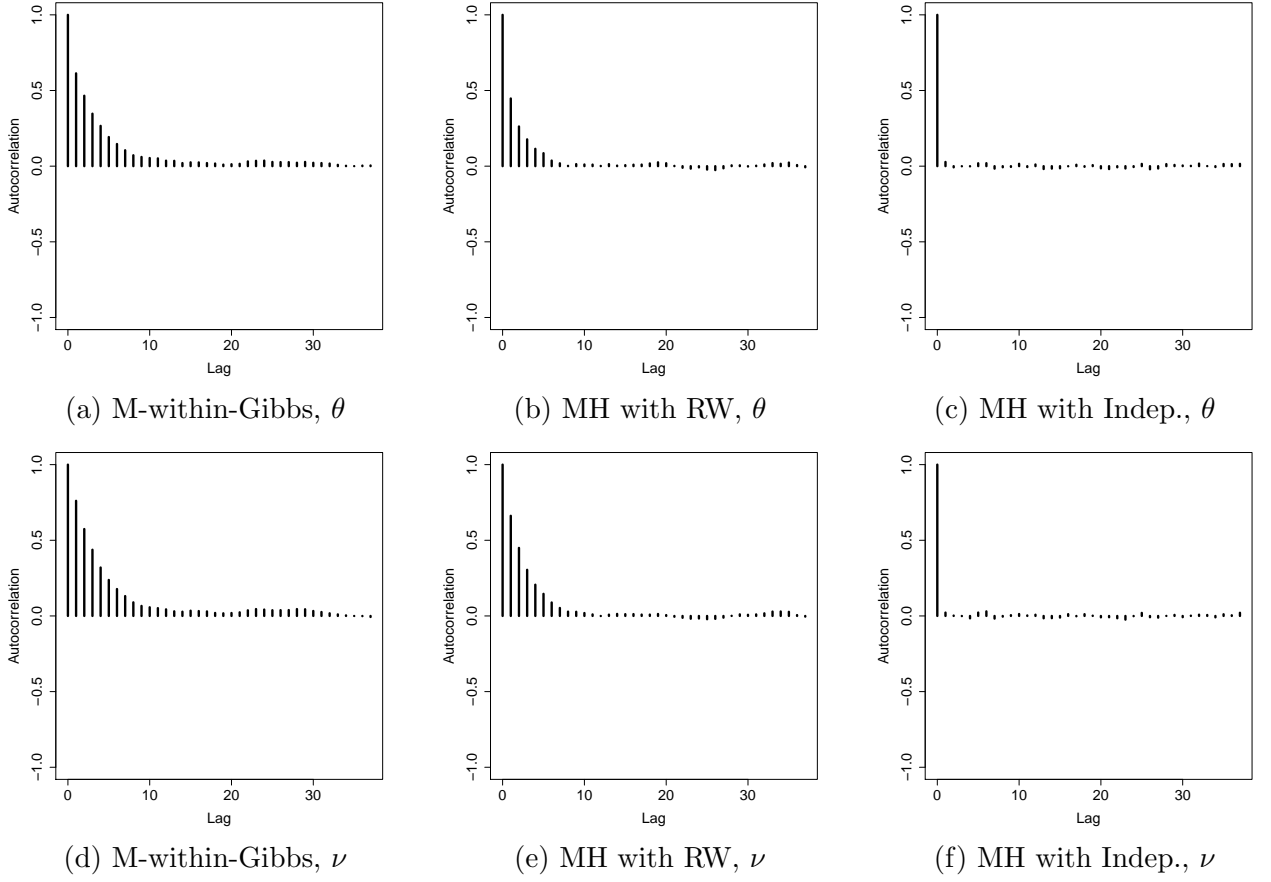 1.0
0.5
0.0
−0.5
−1.0
Autocorrelation
0 10 20 30
Lag
(a) M-within-Gibbs, θ
1.0
0.5
0.0
−0.5
−1.0
Autocorrelation
0 10 20 30
Lag
(b) MH with RW, θ
1.0
0.5
0.0
−0.5
−1.0
Autocorrelation
0 10 20 30
Lag
(c) MH with Indep., θ
1.0
0.5
0.0
−0.5
−1.0
Autocorrelation
0 10 20 30
Lag
(d) M-within-Gibbs, ν
1.0
0.5
0.0
−0.5
−1.0
Autocorrelation
0 10 20 30
Lag
(e) MH with RW, ν
1.0
0.5
0.0
−0.5
−1.0
Autocorrelation
0 10 20 30
Lag
(f) MH with Indep., ν